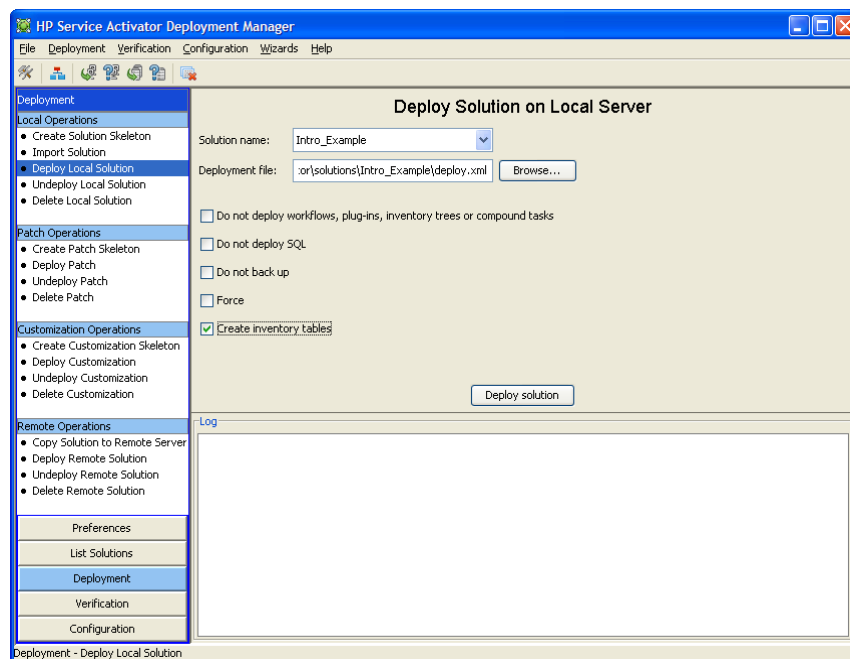 HP Service Activator Deployment Manager
File Deployment Verification Configuration Wizards Help
Deployment
Local Operations
Create Solution Skeleton
Import Solution
Deploy Local Solution
Undeploy Local Solution
Delete Local Solution
Patch Operations
Create Patch Skeleton
Deploy Patch
Undeploy Patch
Delete Patch
Customization Operations
Create Customization Skeleton
Deploy Customization
Undeploy Customization
Delete Customization
Remote Operations
Copy Solution to Remote Server
Deploy Remote Solution
Undeploy Remote Solution
Delete Remote Solution
Preferences
List Solutions
Deployment
Verification
Configuration
Deploy Solution on Local Server
Solution name: Intro_Example
Deployment file: :or\solutions\Intro_Example\deploy.xml Browse...
Do not deploy workflows, plug-ins, inventory trees or compound tasks
Do not deploy SQL
Do not back up
Force
Create inventory tables
Deploy solution
Log
Deployment - Deploy Local Solution